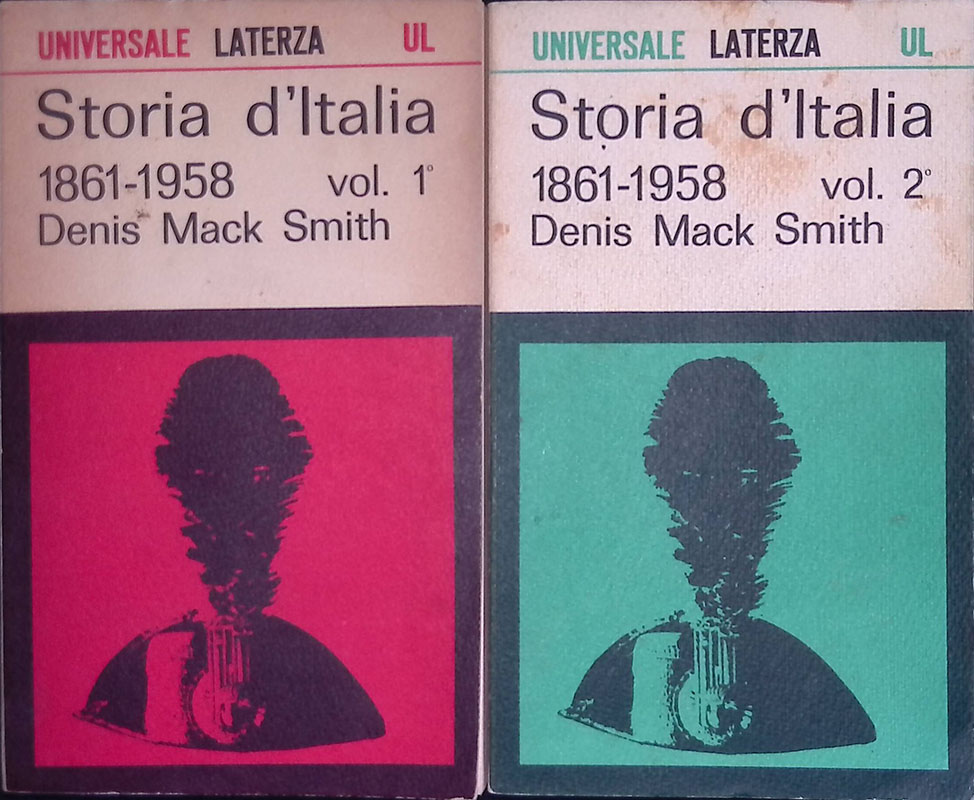 UNIVERSALE LATERZA UL
Storia d'Italia
1861-1958 vol. 1°
Denis Mack Smith
UNIVERSALE LATERZA UL
Storia d'Italia
1861-1958 vol. 2°
Denis Mack Smith